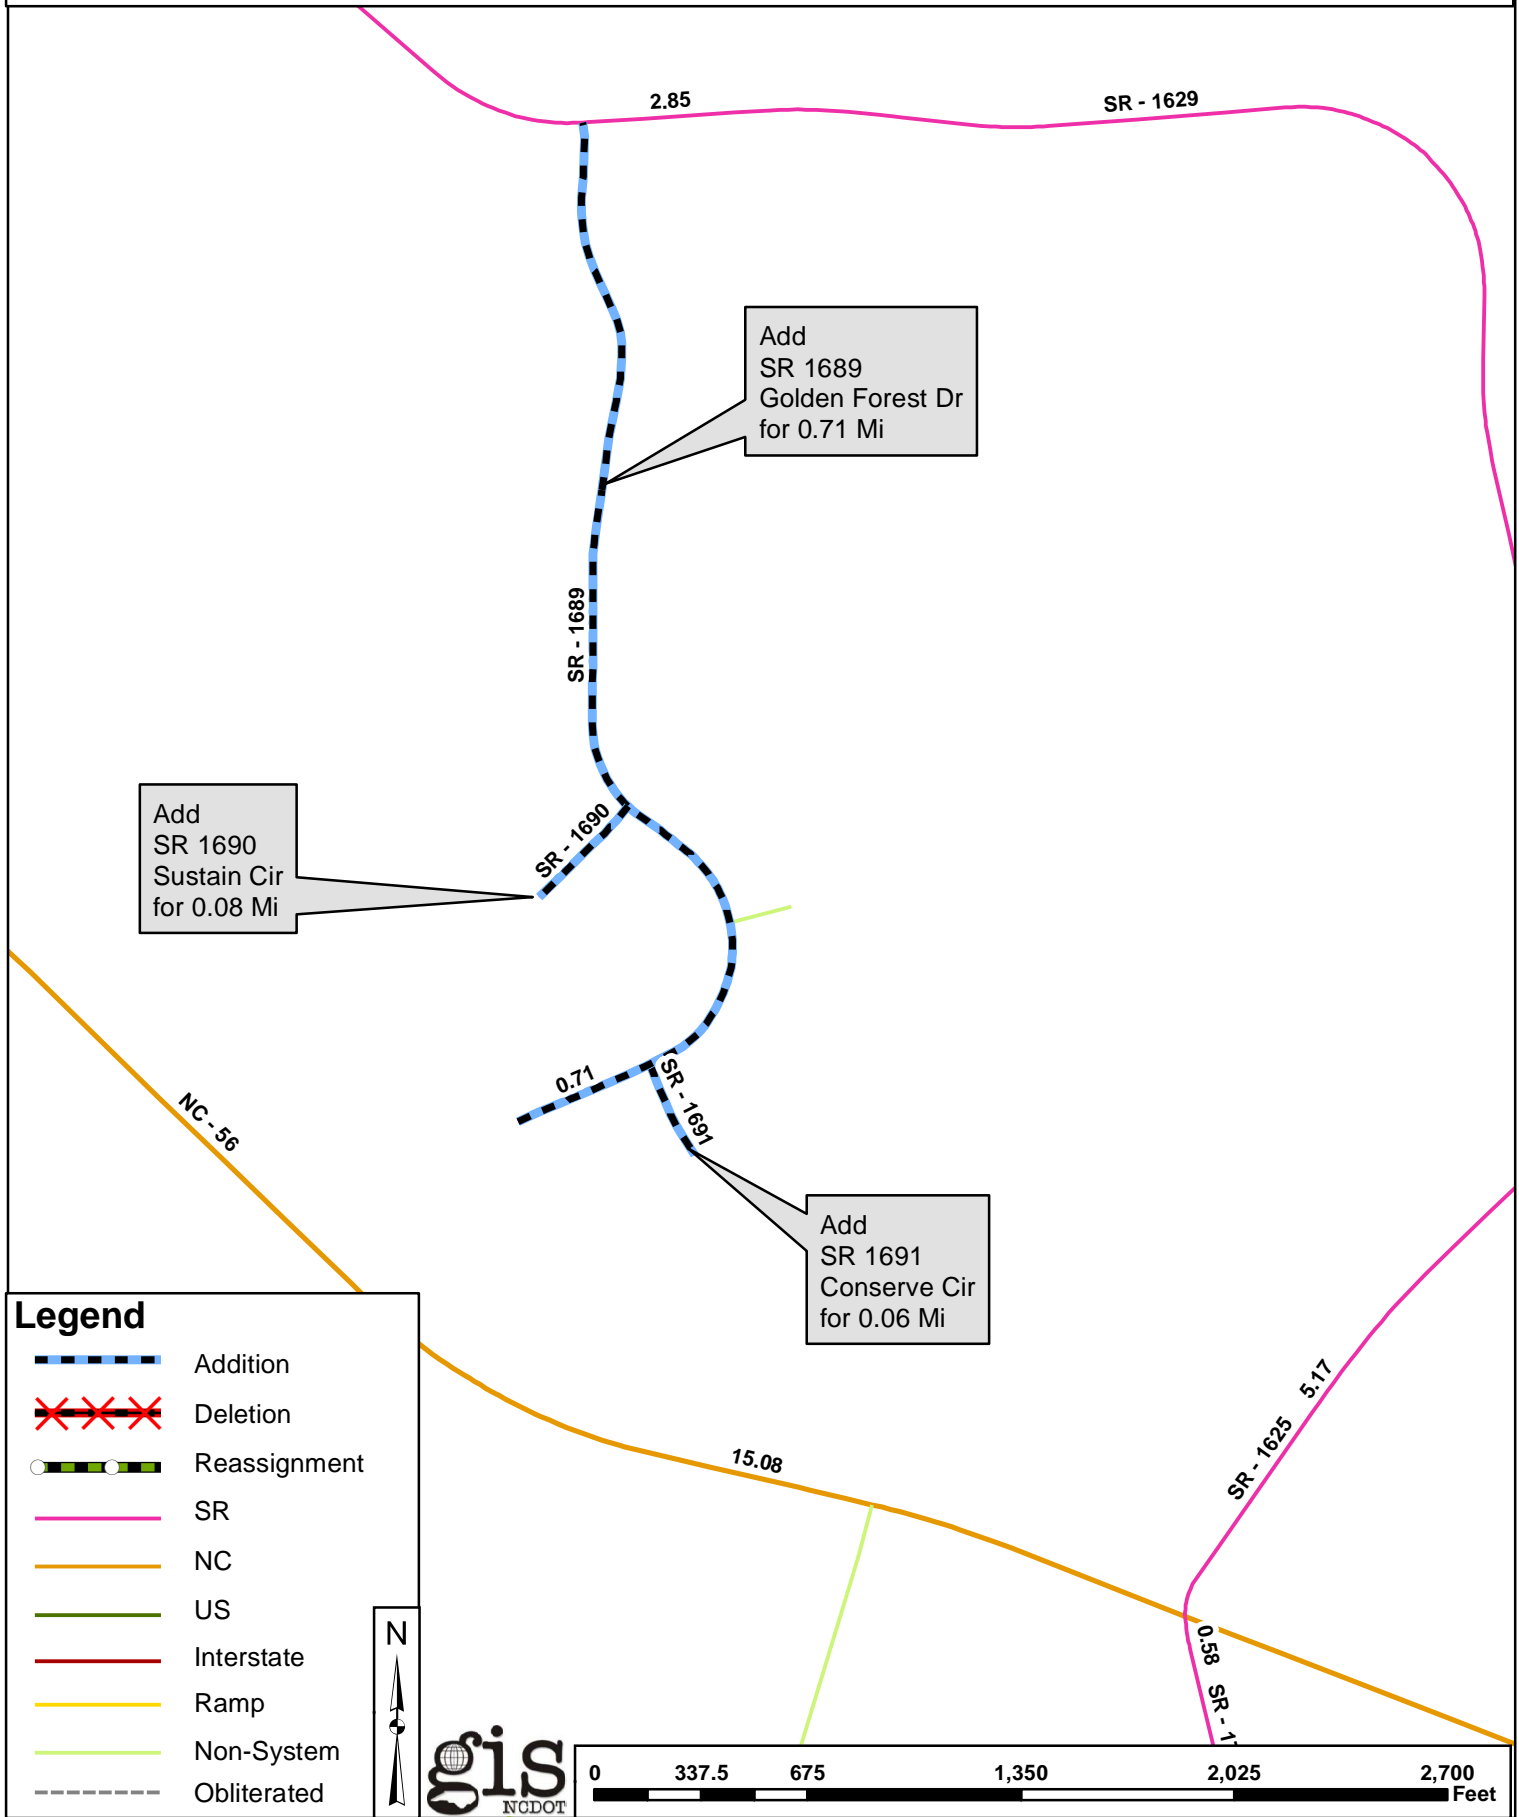 2.85
SR - 1629
Add
SR 1689
Golden Forest Dr
for 0.71 Mi
SR - 1689
Add
SR 1690
Sustain Cir
for 0.08 Mi
SR - 1690
0.71
SR - 1691
NC - 56
Add
SR 1691
Conserve Cir
for 0.06 Mi
15.08
SR - 1625 5.17
0.58 SR - 1
Legend
Addition
Deletion
Reassignment
SR
NC
US
Interstate
Ramp
Non-System
Obliterated
N
gis
NCDOT
0 337.5 675 1,350 2,025 2,700
Feet